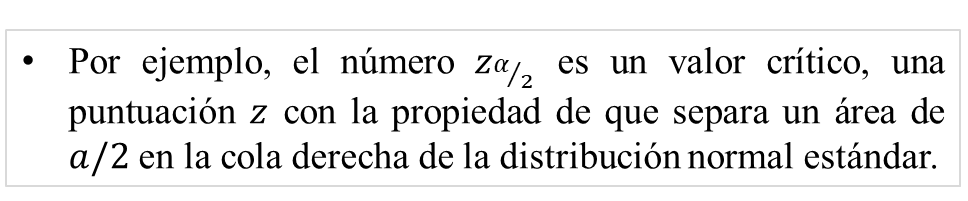 • Por ejemplo, el número zα/2 es un valor crítico, una
puntuación z con la propiedad de que separa un área de
a/2 en la cola derecha de la distribución normal estándar.